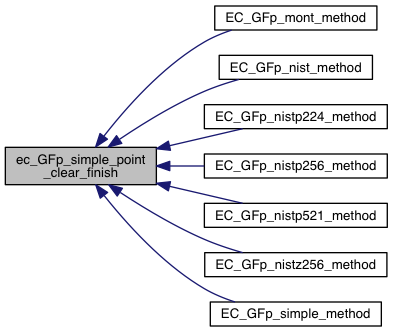 EC_GFp_mont_method
EC_GFp_nist_method
EC_GFp_nistp224_method
ec_GFp_simple_point
_clear_finish
EC_GFp_nistp256_method
EC_GFp_nistp521_method
EC_GFp_nistz256_method
EC_GFp_simple_method